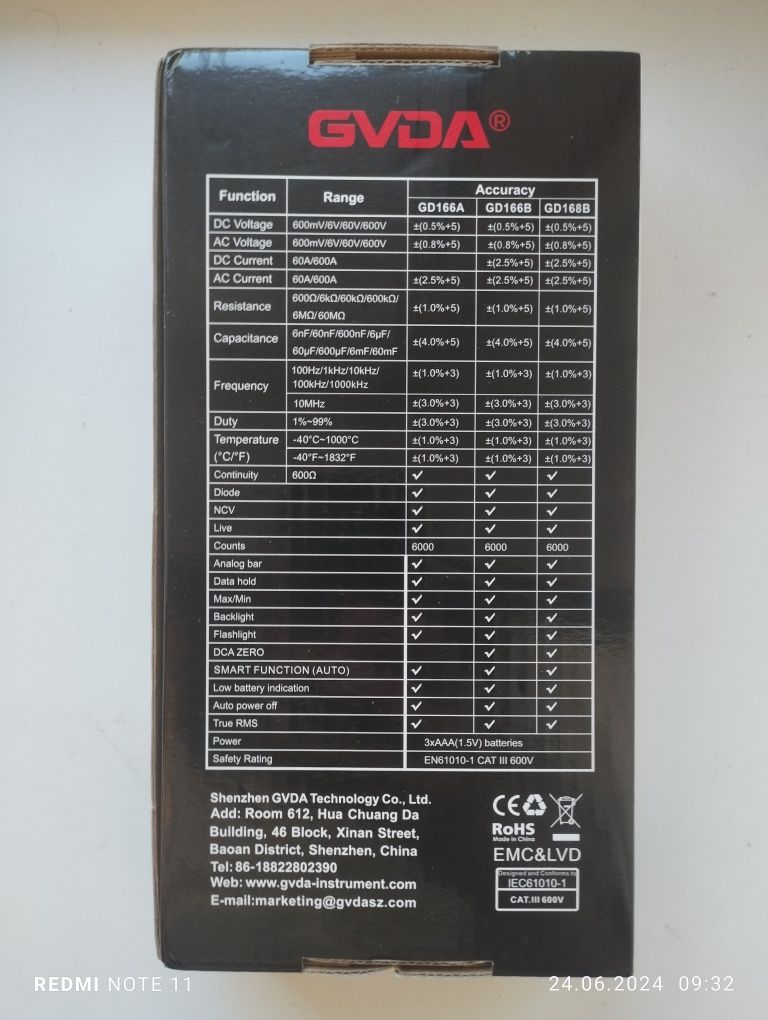 GVDA®
Function Range Accuracy
GD166A GD166B GD168B
DC Voltage 600mV/6V/60V/600V ±(0.5%+5) ±(0.5%+5) ±(0.5%+5)
AC Voltage 600mV/6V/60V/600V ±(0.8%+5) ±(0.8%+5) ±(0.8%+5)
DC Current 60A/600A ±(2.5%+5) ±(2.5%+5)
AC Current 60A/600A ±(2.5%+5) ±(2.5%+5) ±(2.5%+5)
Resistance 600Ω/6kΩ/60kΩ/600kΩ/ ±(1.0%+5) ±(1.0%+5) ±(1.0%+5)
6MΩ/60MΩ
Capacitance 6nF/60nF/600nF/6μF/ ±(4.0%+5) ±(4.0%+5) ±(4.0%+5)
60μF/600μF/6mF/60mF
Frequency 100Hz/1kHz/10kHz/ ±(1.0%+3) ±(1.0%+3) ±(1.0%+3)
100kHz/1000kHz
10MHz ±(3.0%+3) ±(3.0%+3) ±(3.0%+3)
Duty 1%~99% ±(3.0%+3) ±(3.0%+3) ±(3.0%+3)
Temperature -40°C~1000°C ±(1.0%+3) ±(1.0%+3) ±(1.0%+3)
(°C/°F) -40°F~1832°F ±(1.0%+3) ±(1.0%+3) ±(1.0%+3)
Continuity 600Ω ✓ ✓ ✓
Diode ✓ ✓ ✓
NCV ✓ ✓ ✓
Live ✓ ✓ ✓
Counts 6000 6000 6000
Analog bar ✓ ✓ ✓
Data hold ✓ ✓ ✓
Max/Min ✓ ✓ ✓
Backlight ✓ ✓ ✓
Flashlight ✓ ✓ ✓
DCA ZERO ✓ ✓
SMART FUNCTION (AUTO) ✓ ✓ ✓
Low battery indication ✓ ✓ ✓
Auto power off ✓ ✓ ✓
True RMS ✓ ✓ ✓
Power 3xAAA(1.5V) batteries
Safety Rating EN61010-1 CAT III 600V
Shenzhen GVDA Technology Co., Ltd.
Add: Room 612, Hua Chuang Da
Building, 46 Block, Xinan Street,
Baoan District, Shenzhen, China
Tel: 86-18822802390
Web: www.gvda-instrument.com
E-mail:marketing@gvdasz.com
CE
RoHS
Made in China
EMC&LVD
Designed and Conforms to
IEC61010-1
CAT.III 600V
REDMI NOTE 11
24.06.2024 09:32